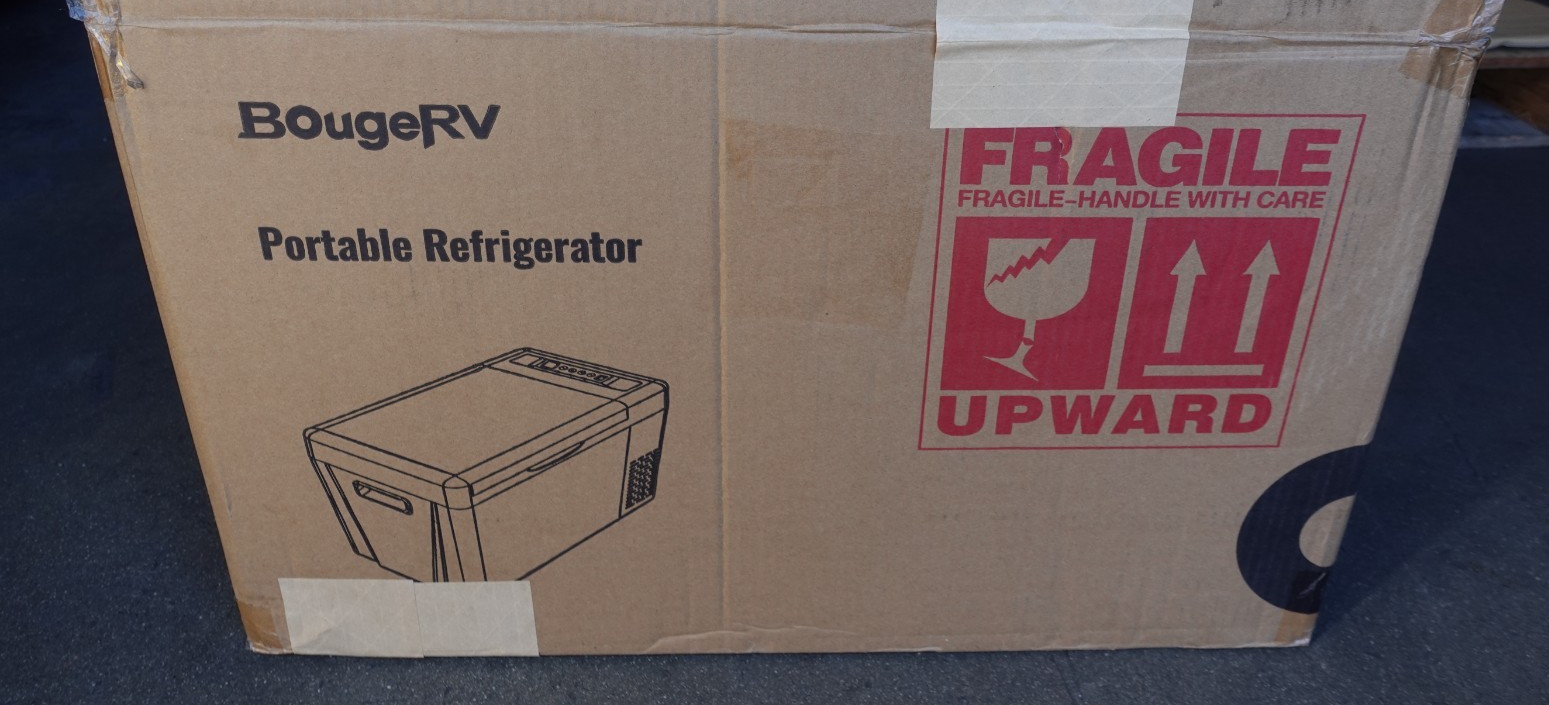 BougeRV
Portable Refrigerator
FRAGILE
FRAGILE-HANDLE WITH CARE
UPWARD